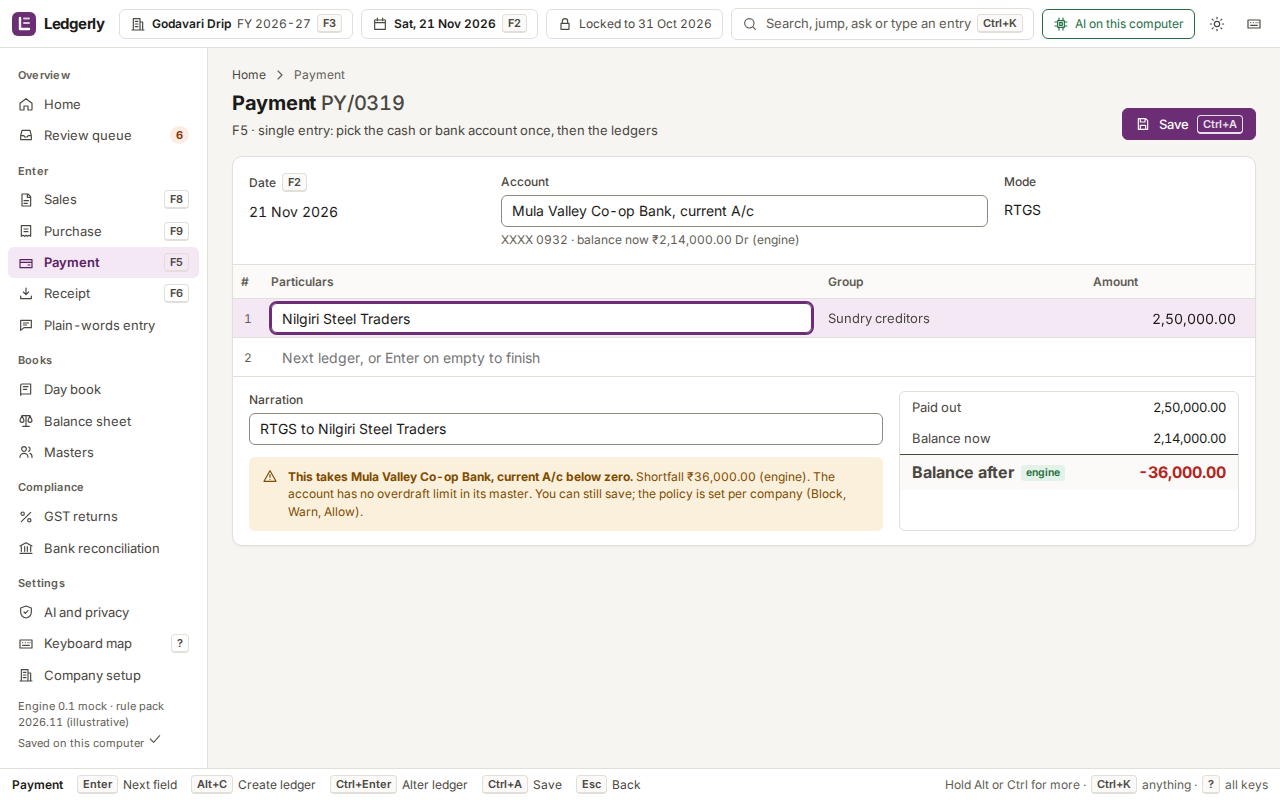 Ledgerly
Godavari Drip FY 2026-27 F3
Sat, 21 Nov 2026 F2
Locked to 31 Oct 2026
Search, jump, ask or type an entry Ctrl+K
AI on this computer
Overview
Home
Review queue 6
Enter
Sales F8
Purchase F9
Payment F5
Receipt F6
Plain-words entry
Books
Day book
Balance sheet
Masters
Compliance
GST returns
Bank reconciliation
Settings
AI and privacy
Keyboard map ?
Company setup
Engine 0.1 mock · rule pack
2026.11 (illustrative)
Saved on this computer
Home > Payment
Payment PY/0319
F5 · single entry: pick the cash or bank account once, then the ledgers
Save Ctrl+A
Date F2
21 Nov 2026
Account
Mula Valley Co-op Bank, current A/c
XXXX 0932 · balance now ₹2,14,000.00 Dr (engine)
Mode
RTGS
# Particulars Group Amount
1 Nilgiri Steel Traders Sundry creditors 2,50,000.00
2 Next ledger, or Enter on empty to finish
Narration
RTGS to Nilgiri Steel Traders
This takes Mula Valley Co-op Bank, current A/c below zero. Shortfall ₹36,000.00 (engine). The
account has no overdraft limit in its master. You can still save; the policy is set per company (Block,
Warn, Allow).
Paid out 2,50,000.00
Balance now 2,14,000.00
Balance after engine -36,000.00
Payment Enter Next field Alt+C Create ledger Ctrl+Enter Alter ledger Ctrl+A Save Esc Back
Hold Alt or Ctrl for more · Ctrl+K anything · ? all keys